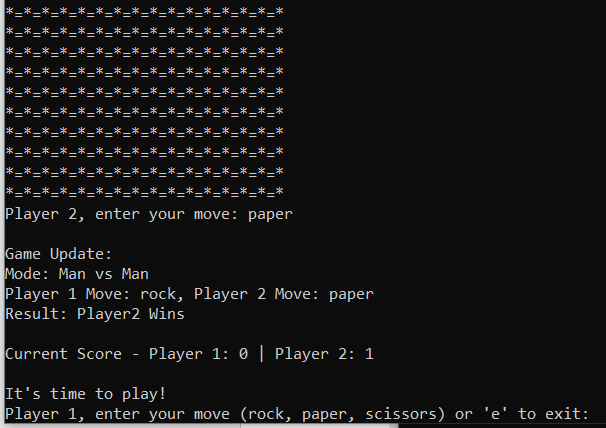 *=*=*=*=*=*=*=*=*=*=*=*=*=*=*=*
*=*=*=*=*=*=*=*=*=*=*=*=*=*=*=*
*=*=*=*=*=*=*=*=*=*=*=*=*=*=*=*
*=*=*=*=*=*=*=*=*=*=*=*=*=*=*=*
*=*=*=*=*=*=*=*=*=*=*=*=*=*=*=*
*=*=*=*=*=*=*=*=*=*=*=*=*=*=*=*
*=*=*=*=*=*=*=*=*=*=*=*=*=*=*=*
*=*=*=*=*=*=*=*=*=*=*=*=*=*=*=*
*=*=*=*=*=*=*=*=*=*=*=*=*=*=*=*
*=*=*=*=*=*=*=*=*=*=*=*=*=*=*=*
Player 2, enter your move: paper
Game Update:
Mode: Man vs Man
Player 1 Move: rock, Player 2 Move: paper
Result: Player2 Wins
Current Score - Player 1: 0 | Player 2: 1
It's time to play!
Player 1, enter your move (rock, paper, scissors) or 'e' to exit: